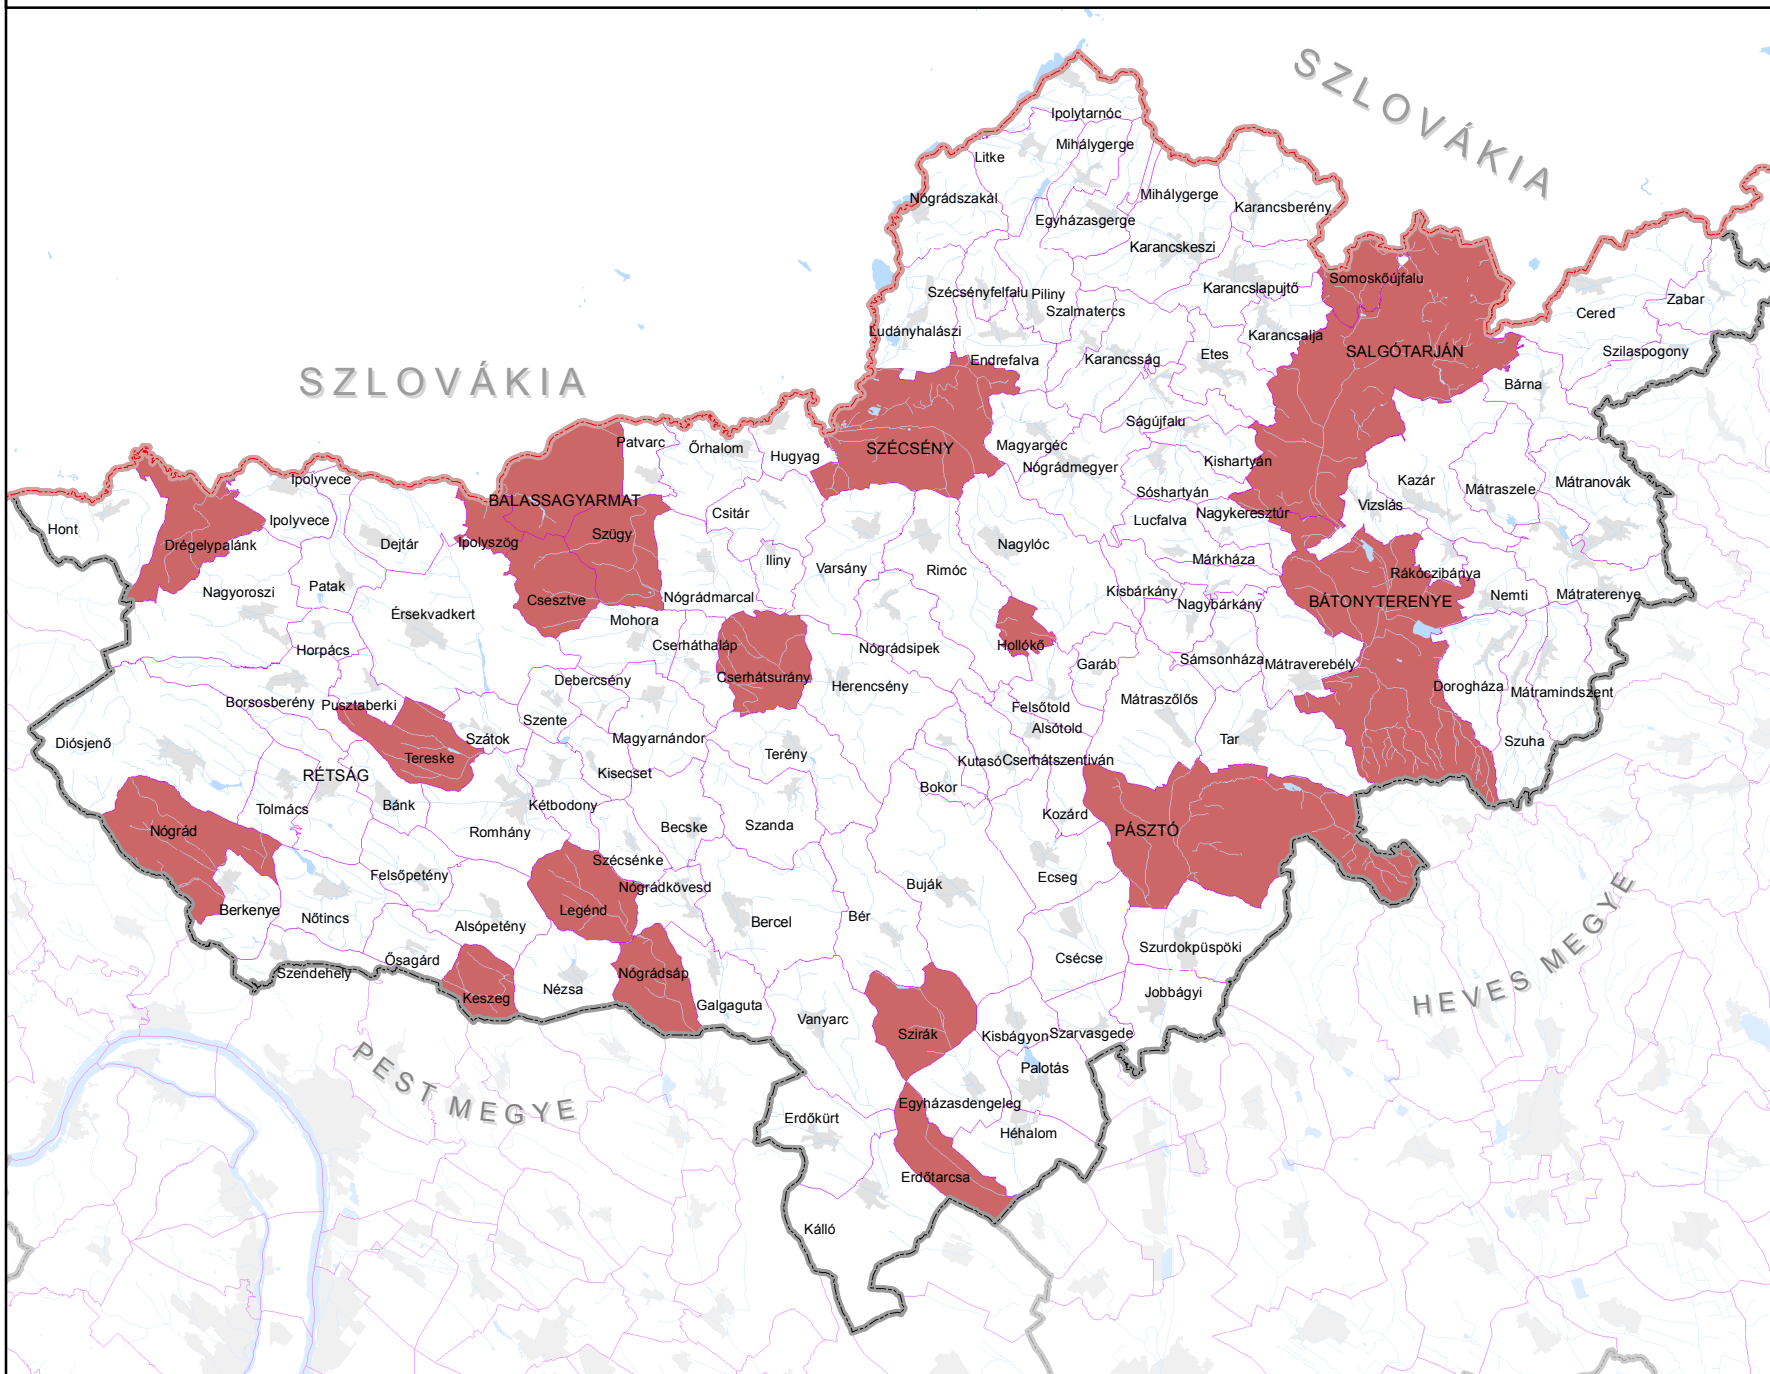 SZLOVÁKIA
Ipolytarnóc
Mihálygerge
Litke
Nógrádszakál
Mihálygerge
Karancsberény
Egyházasgerge
Karancskeszi
Somoskőújfalu
Karancslapujtő
Szécsényfelfalu
Piliny
Szalmatercs
Zabar
Cered
Ludányhalászi
Karancsalja
SALGÓTARJÁN
Szilaspogony
Endrefalva
Karancsság
Etes
SZLOVÁKIA
Bárna
Ságújfalu
Patvarc
Őrhalom
Hugyag
SZÉCSÉNY
Magyargéc
Nógrádmegyer
Kishartyán
Kazár
Mátraszele
Mátranovák
Ipolyvece
BALASSAGYARMAT
Sóshartyán
Vizslás
Csitár
Nagykeresztúr
Lucfalva
Hont
Ipolyvece
Szügy
Drégelypalánk
Dejtár
Ipolyszög
Nagylóc
Iliny
Varsány
Rimóc
Márkháza
Rákóczibánya
Nagyoroszi
Patak
Kisbárkány
Nagybárkány
BÁTONYTERENYE
Nemti
Mátraterenye
Csesztve
Nógrádmarcal
Érsekvadkert
Mohora
Cserháthaláp
Nógrádsipek
Hollókő
Horpács
Garáb
Sámsonháza
Mátraverebély
Debercsény
Cserhátsurány
Herencsény
Dorogháza
Mátramindszent
Borsosberény
Pusztaberki
Mátraszőlős
Felsőtold
Szente
Alsótold
Diósjenő
Szátok
Magyarnándor
Tar
Szuha
Tereske
Terény
Kutasó
Cserhátszentiván
RÉTSÁG
Kisecset
Bokor
Tolmács
Bánk
Kétbodony
Nógrád
Romhány
Becske
Szanda
Kozárd
PÁSZTÓ
Szécsénke
Felsőpetény
Nógrádkövesd
Buják
Ecseg
Berkenye
Nőtincs
Legénd
Alsópetény
Bercel
Bér
Szurdokpüspöki
Csécse
Ősagárd
Szendehely
Nógrádsáp
Keszeg
Nézsa
Jobbágyi
HEVES MEGYE
Galgaguta
Vanyarc
Szirák
Kisbágyon
Szarvasgede
Palotás
PEST MEGYE
Egyházasdengeleg
Erdőkürt
Héhalom
Erdőtarcsa
Kálló